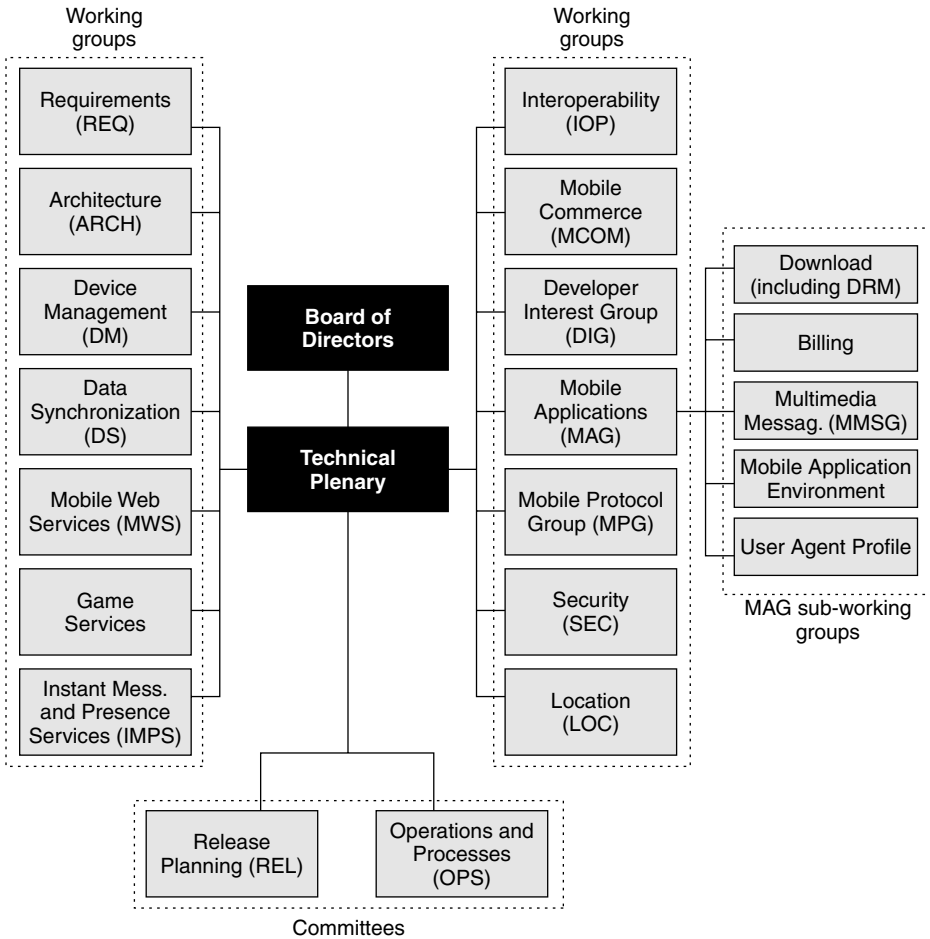 Working
groups
Requirements
(REQ)
Architecture
(ARCH)
Device
Management
(DM)
Data
Synchronization
(DS)
Mobile Web
Services (MWS)
Game
Services
Instant Mess.
and Presence
Services (IMPS)
Board of
Directors
Technical
Plenary
Working
groups
Interoperability
(IOP)
Mobile
Commerce
(MCOM)
Developer
Interest Group
(DIG)
Mobile
Applications
(MAG)
Mobile Protocol
Group (MPG)
Security
(SEC)
Location
(LOC)
Download
(including DRM)
Billing
Multimedia
Messag. (MMSG)
Mobile Application
Environment
User Agent Profile
MAG sub-working
groups
Release
Planning (REL)
Operations and
Processes
(OPS)
Committees